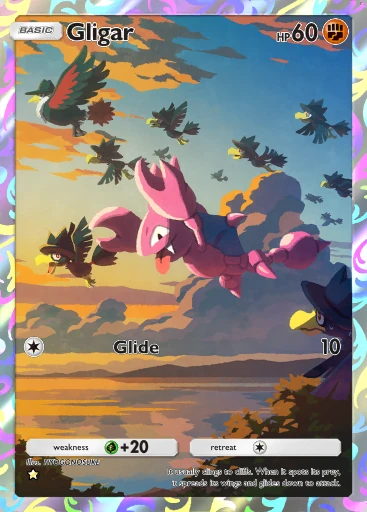 BASIC Gligar HP 60
Glide 10
weakness +20 retreat
Illus. TIYOGONOSUKE
It usually clings to cliffs. When it spots its prey,
it spreads its wings and glides down to attack.